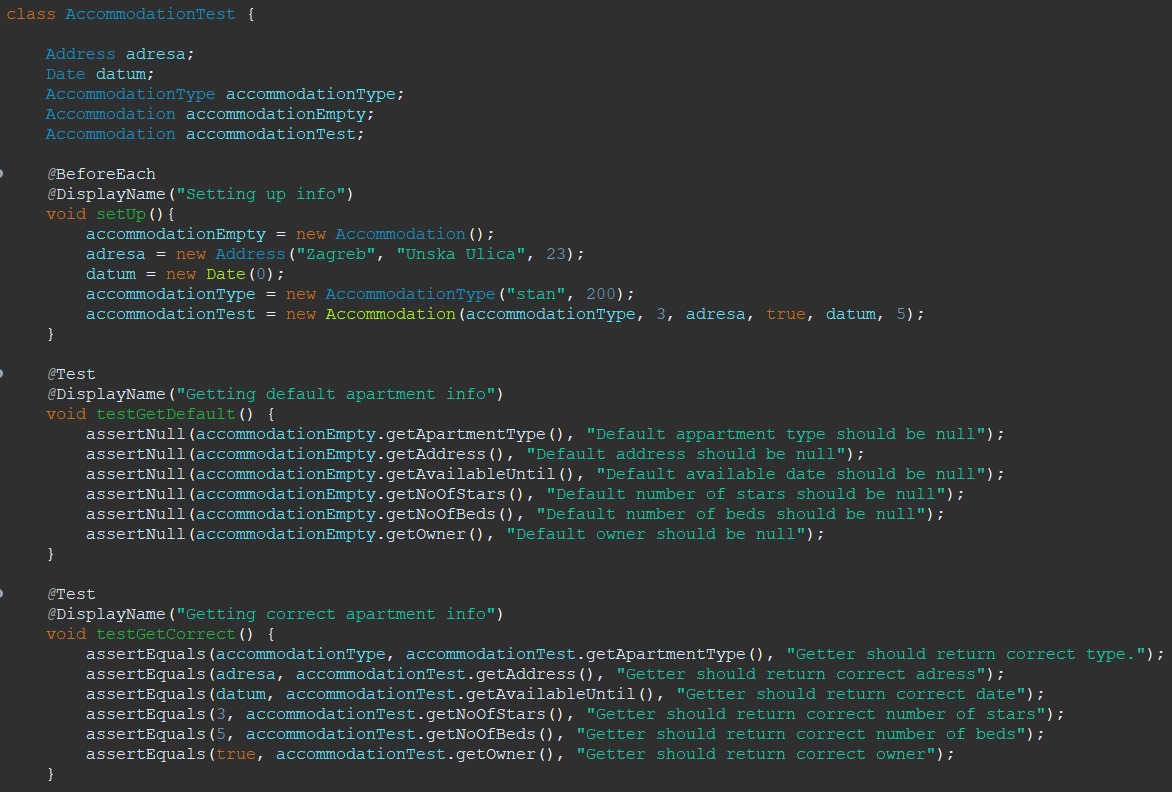 class AccommodationTest {
Address adresa;
Date datum;
AccommodationType accommodationType;
Accommodation accommodationEmpty;
Accommodation accommodationTest;
@BeforeEach
@DisplayName("Setting up info")
void setUp(){
accommodationEmpty = new Accommodation();
adresa = new Address("Zagreb", "Unska Ulica", 23);
datum = new Date(0);
accommodationType = new AccommodationType("stan", 200);
accommodationTest = new Accommodation(accommodationType, 3, adresa, true, datum, 5);
}
@Test
@DisplayName("Getting default apartment info")
void testGetDefault() {
assertNull(accommodationEmpty.getApartmentType(), "Default appartment type should be null");
assertNull(accommodationEmpty.getAddress(), "Default address should be null");
assertNull(accommodationEmpty.getAvailableUntil(), "Default available date should be null");
assertNull(accommodationEmpty.getNoOfStars(), "Default number of stars should be null");
assertNull(accommodationEmpty.getNoOfBeds(), "Default number of beds should be null");
assertNull(accommodationEmpty.getOwner(), "Default owner should be null");
}
@Test
@DisplayName("Getting correct apartment info")
void testGetCorrect() {
assertEquals(accommodationType, accommodationTest.getApartmentType(), "Getter should return correct type.");
assertEquals(adresa, accommodationTest.getAddress(), "Getter should return correct adress");
assertEquals(datum, accommodationTest.getAvailableUntil(), "Getter should return correct date");
assertEquals(3, accommodationTest.getNoOfStars(), "Getter should return correct number of stars");
assertEquals(5, accommodationTest.getNoOfBeds(), "Getter should return correct number of beds");
assertEquals(true, accommodationTest.getOwner(), "Getter should return correct owner");
}